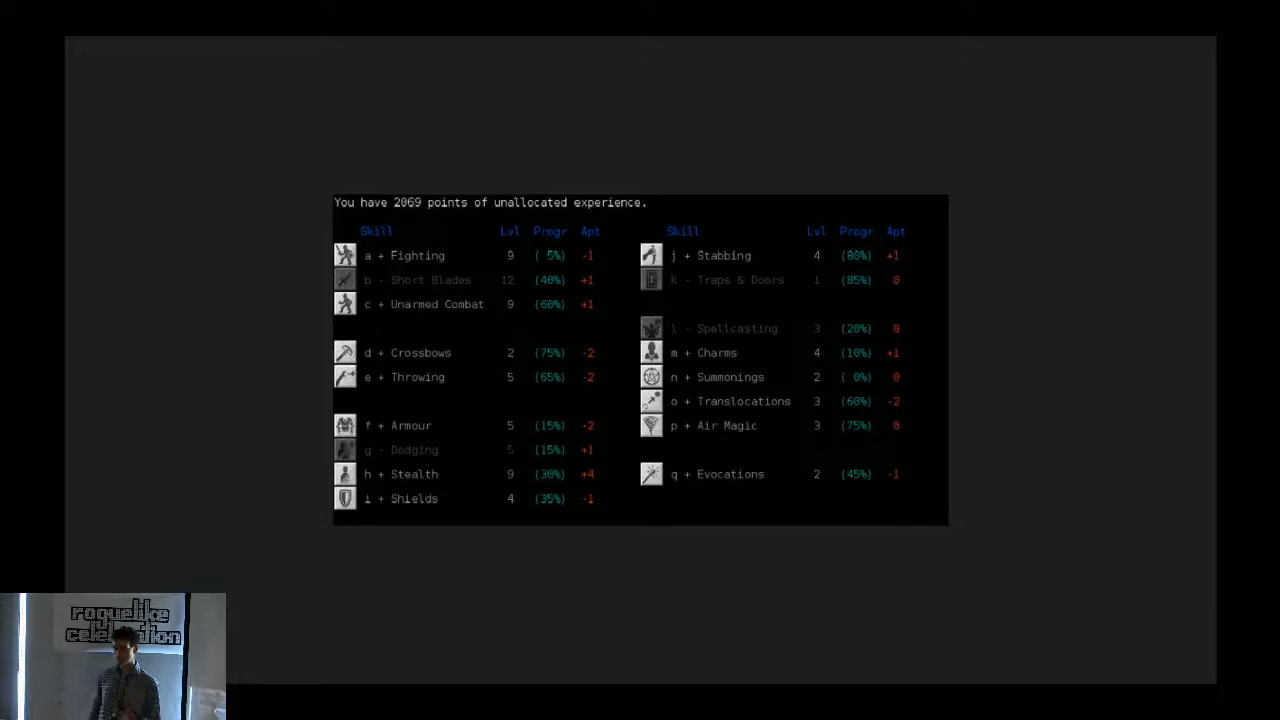 You have 2069 points of unallocated experience.
Skill Lvl Progr Apt Skill Lvl Progr Apt
a + Fighting 9 ( 5%) -1 j + Stabbing 4 (80%) +1
b - Short Blades 12 (40%) +1 k - Traps & Doors 1 (85%) 0
c + Unarmed Combat 9 (60%) +1
l - Spellcasting 3 (20%) 0
d + Crossbows 2 (75%) -2 m + Charms 4 (10%) +1
e + Throwing 5 (65%) -2 n + Summonings 2 ( 0%) 0
o + Translocations 3 (60%) -2
f + Armour 5 (15%) -2 p + Air Magic 3 (75%) 0
g - Dodging 5 (15%) +1
h + Stealth 9 (30%) +4 q + Evocations 2 (45%) -1
i + Shields 4 (35%) -1
roguelike
celebration